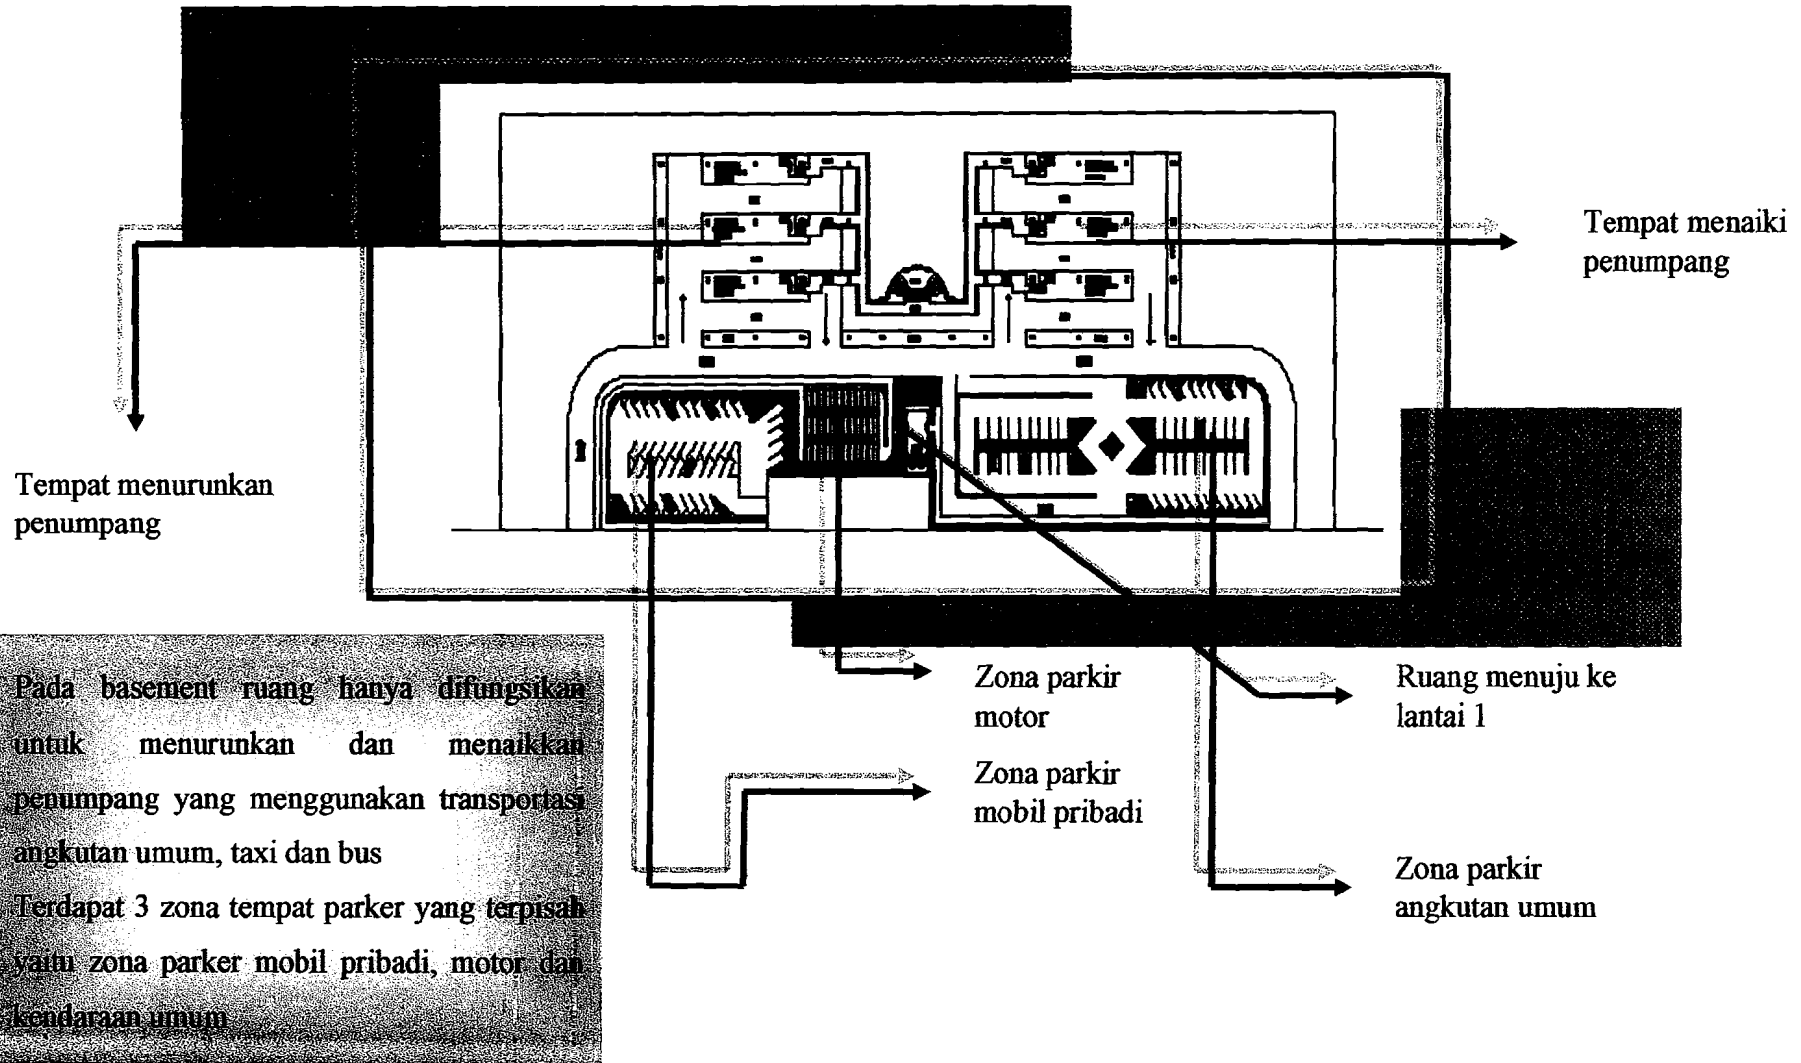 Tempat menaiki
penumpang
Tempat menurunkan
penumpang
Zona parkir
motor
Ruang menuju ke
lantai 1
Zona parkir
mobil pribadi
Zona parkir
angkutan umum
Pada basement ruang hanya difungsikan
untuk menurunkan dan menaikkan
penumpang yang menggunakan transportasi
angkutan umum, taxi dan bus
Terdapat 3 zona tempat parker yang terpisah
yaitu zona parker mobil pribadi, motor dan
kendaraan umum